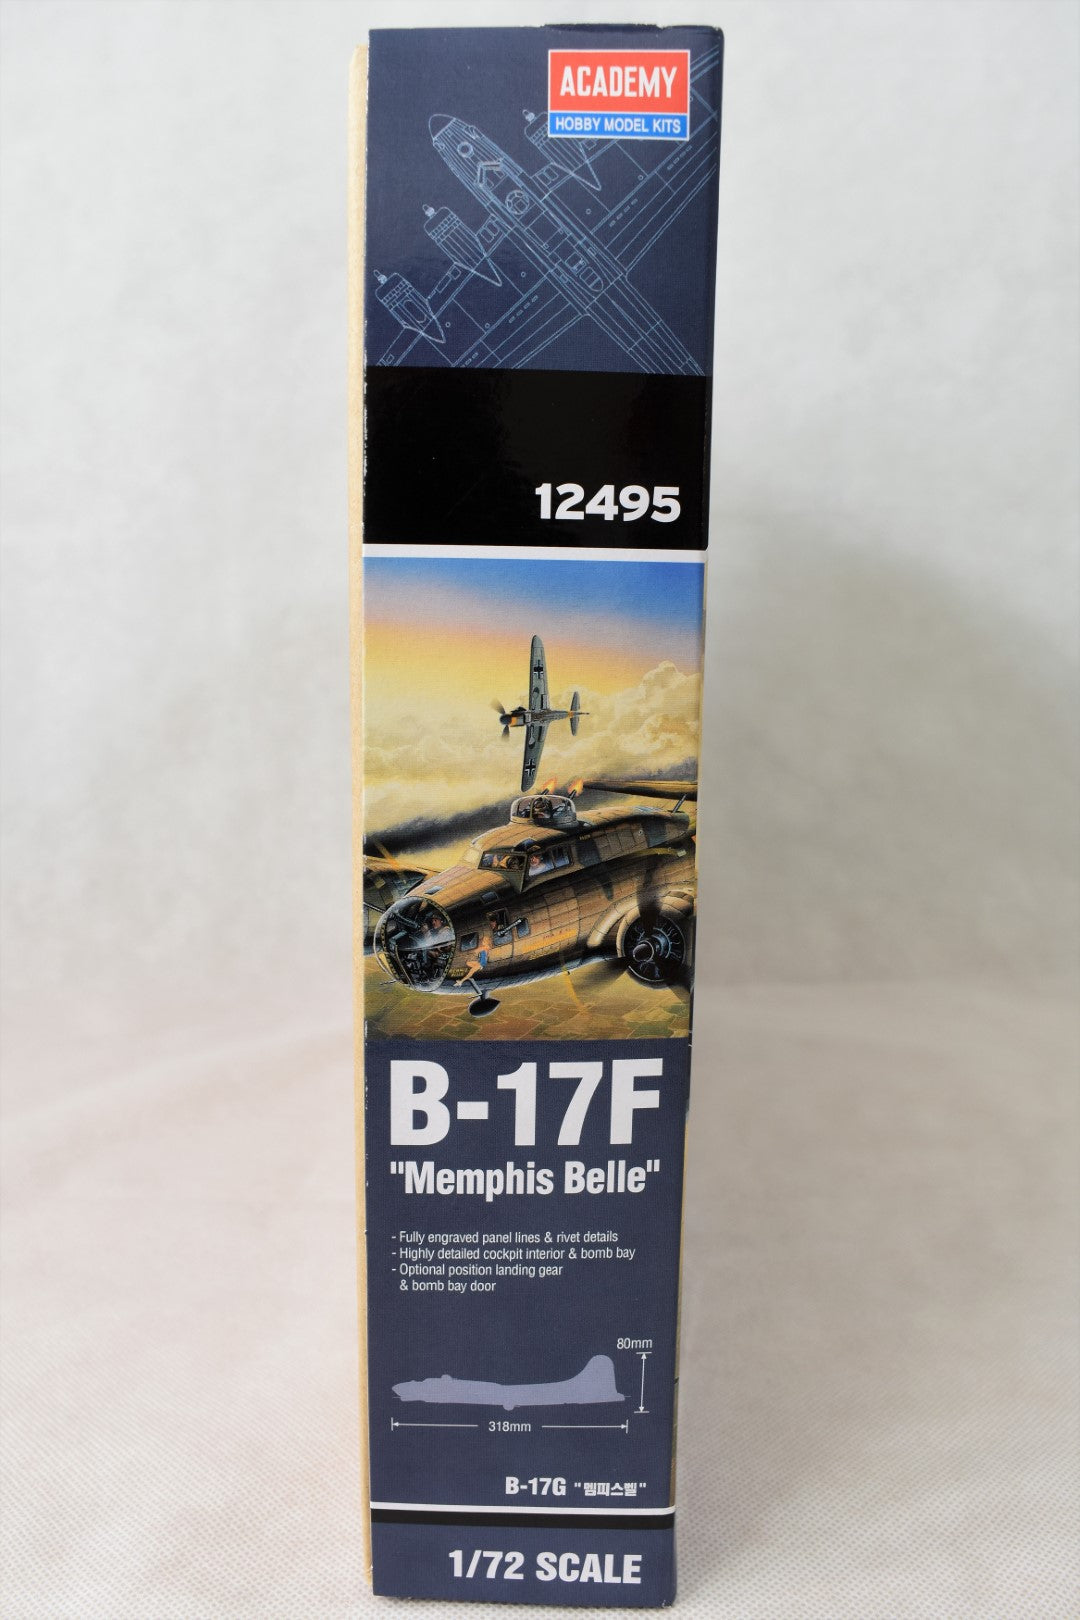 ACADEMY
HOBBY MODEL KITS
12495
B-17F
"Memphis Belle"
- Fully engraved panel lines & rivet details
- Highly detailed cockpit interior & bomb bay
- Optional position landing gear
& bomb bay door
80mm
318mm
B-17G "멤피스벨"
1/72 SCALE